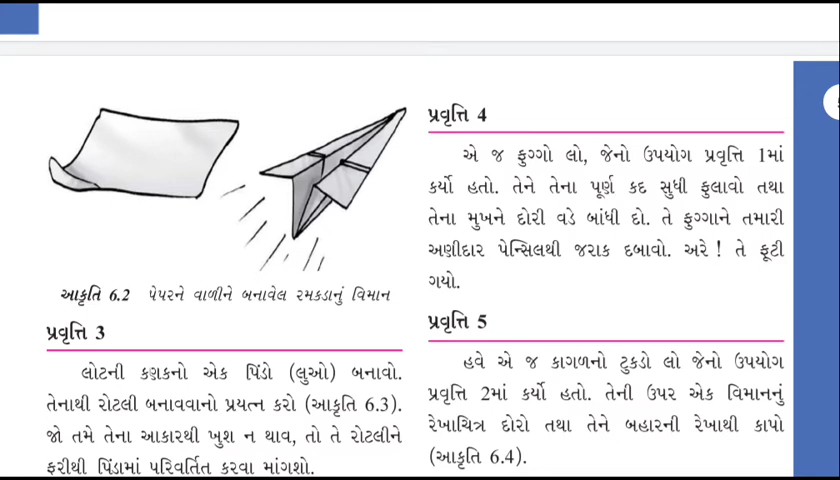 આકૃતિ 6.2 પેપરને વાળીને બનાવેલ રમકડાનું વિમાન
પ્રવૃત્તિ 3
લોટની કણકનો એક પિંડો (લુઓ) બનાવો.
તેનાથી રોટલી બનાવવાનો પ્રયત્ન કરો (આકૃતિ 6.3).
જો તમે તેના આકારથી ખુશ ન થાવ, તો તે રોટલીને
ફરીથી પિંડામાં પરિવર્તિત કરવા માંગશો.
પ્રવૃત્તિ 4
એ જ ફુગ્ગો લો, જેનો ઉપયોગ પ્રવૃત્તિ 1માં
કર્યો હતો. તેને તેના પૂર્ણ કદ સુધી ફુલાવો તથા
તેના મુખને દોરી વડે બાંધી દો. તે ફુગ્ગાને તમારી
અણીદાર પેન્સિલથી જરાક દબાવો. અરે ! તે ફૂટી
ગયો.
પ્રવૃત્તિ 5
હવે એ જ કાગળનો ટુકડો લો જેનો ઉપયોગ
પ્રવૃત્તિ 2માં કર્યો હતો. તેની ઉપર એક વિમાનનું
રેખાચિત્ર દોરો તથા તેને બહારની રેખાથી કાપો
(આકૃતિ 6.4).